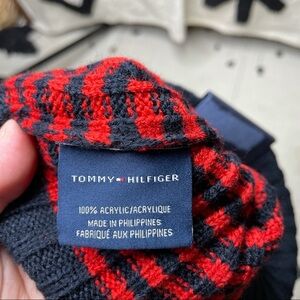 TOMMY HILFIGER
100% ACRYLIC/ACRYLIQUE
MADE IN PHILIPPINES
FABRIQUÉ AUX PHILIPPINES